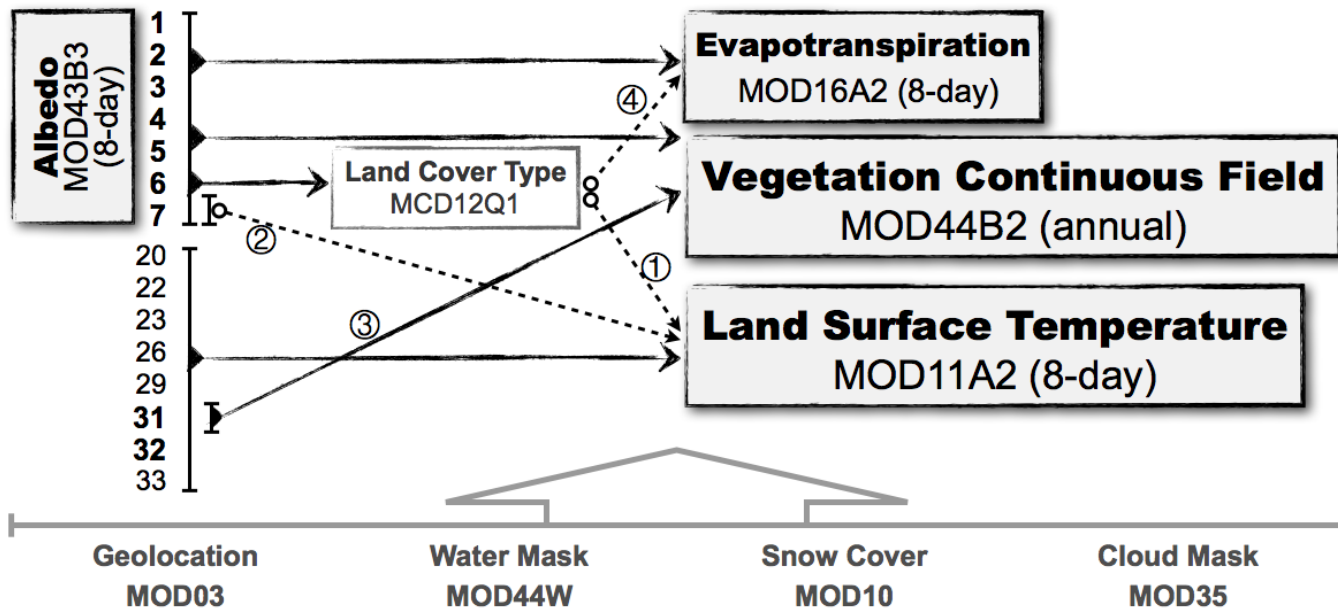 Albedo
MOD43B3
(8-day)
1
2
3
4
5
6
7
20
22
23
26
29
31
32
33
Evapotranspiration
MOD16A2 (8-day)
④
Land Cover Type
MCD12Q1
Vegetation Continuous Field
MOD44B2 (annual)
②
①
③
Land Surface Temperature
MOD11A2 (8-day)
Geolocation
MOD03
Water Mask
MOD44W
Snow Cover
MOD10
Cloud Mask
MOD35